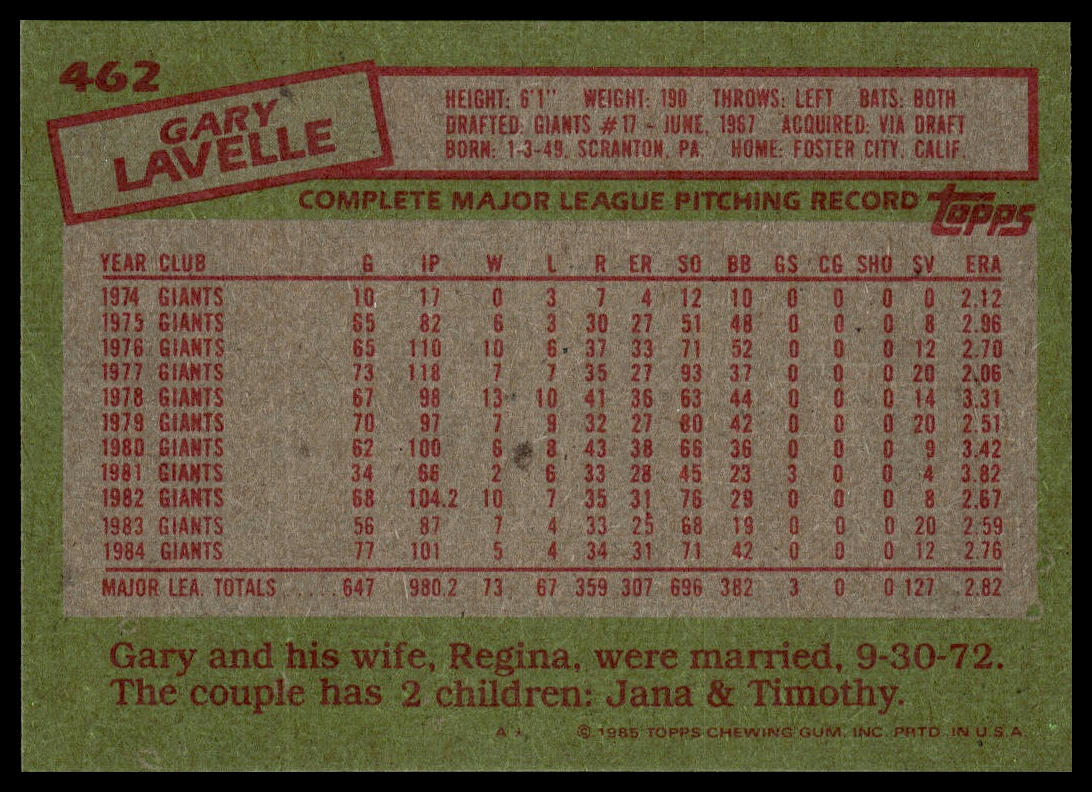 462
GARY
LAVELLE
HEIGHT: 6'1" WEIGHT: 190 THROWS: LEFT BATS: BOTH
DRAFTED: GIANTS #17 - JUNE, 1967 ACQUIRED: VIA DRAFT
BORN: 1-3-49, SCRANTON, PA. HOME: FOSTER CITY, CALIF.
COMPLETE MAJOR LEAGUE PITCHING RECORD topps
YEAR CLUB G IP W L R ER SO BB GS CG SHO SV ERA
1974 GIANTS 10 17 0 3 7 4 12 10 0 0 0 0 2.12
1975 GIANTS 65 82 6 3 30 27 51 48 0 0 0 8 2.96
1976 GIANTS 65 110 10 6 37 33 71 52 0 0 0 12 2.70
1977 GIANTS 73 118 7 7 35 27 93 37 0 0 0 20 2.06
1978 GIANTS 67 98 13 10 41 36 63 44 0 0 0 14 3.31
1979 GIANTS 70 97 7 9 32 27 80 42 0 0 0 20 2.51
1980 GIANTS 62 100 6 8 43 38 66 36 0 0 0 9 3.42
1981 GIANTS 34 66 2 6 33 28 45 23 3 0 0 4 3.82
1982 GIANTS 68 104.2 10 7 35 31 76 29 0 0 0 8 2.67
1983 GIANTS 56 87 7 4 33 25 68 19 0 0 0 20 2.59
1984 GIANTS 77 101 5 4 34 31 71 42 0 0 0 12 2.76
MAJOR LEA. TOTALS ..... 647 980.2 73 67 359 307 696 382 3 0 0 127 2.82
Gary and his wife, Regina, were married, 9-30-72.
The couple has 2 children: Jana & Timothy.
A * © 1985 TOPPS CHEWING GUM, INC. PRTD. IN U.S.A.